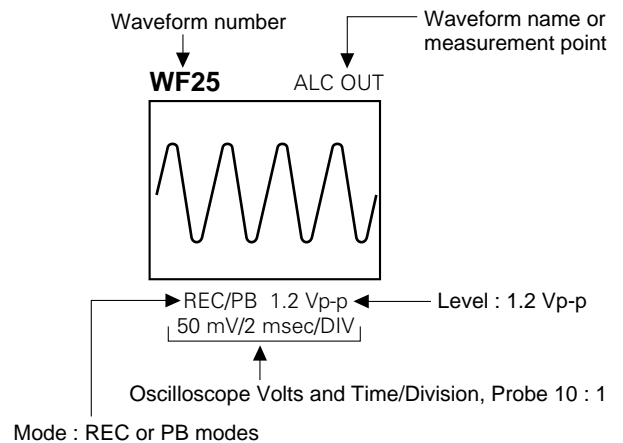 Waveform number
Waveform name or
measurement point
WF25
ALC OUT
REC/PB 1.2 Vp-p
Level : 1.2 Vp-p
50 mV/2 msec/DIV
Oscilloscope Volts and Time/Division, Probe 10 : 1
Mode : REC or PB modes